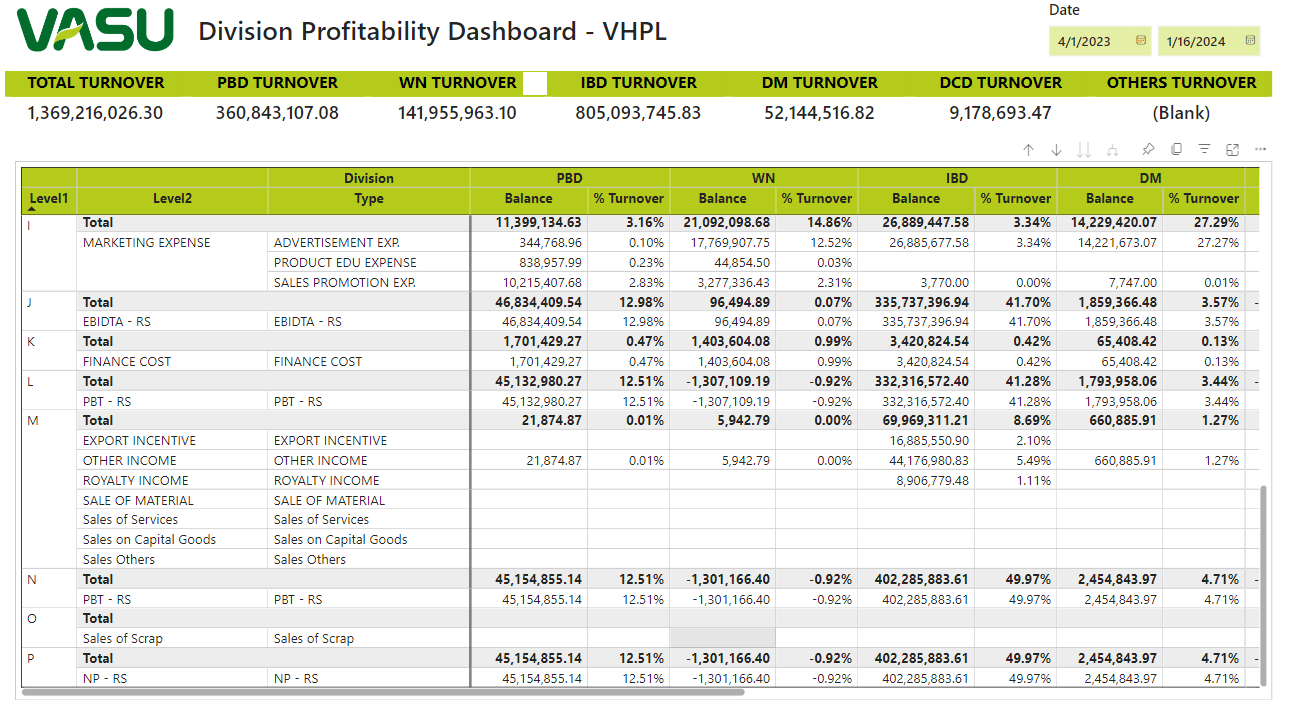 VASU
Division Profitability Dashboard - VHPL
Date
4/1/2023 1/16/2024
TOTAL TURNOVER PBD TURNOVER WN TURNOVER IBD TURNOVER DM TURNOVER DCD TURNOVER OTHERS TURNOVER
1,369,216,026.30 360,843,107.08 141,955,963.10 805,093,745.83 52,144,516.82 9,178,693.47 (Blank)
Division PBD WN IBD DM
Level1 Level2 Type Balance % Turnover Balance % Turnover Balance % Turnover Balance % Turnover
I Total 11,399,134.63 3.16% 21,092,098.68 14.86% 26,889,447.58 3.34% 14,229,420.07 27.29%
MARKETING EXPENSE ADVERTISEMENT EXP. 344,768.96 0.10% 17,769,907.75 12.52% 26,885,677.58 3.34% 14,221,673.07 27.27%
PRODUCT EDU EXPENSE 838,957.99 0.23% 44,854.50 0.03%
SALES PROMOTION EXP. 10,215,407.68 2.83% 3,277,336.43 2.31% 3,770.00 0.00% 7,747.00 0.01%
J Total 46,834,409.54 12.98% 96,494.89 0.07% 335,737,396.94 41.70% 1,859,366.48 3.57% -
EBIDTA - RS EBIDTA - RS 46,834,409.54 12.98% 96,494.89 0.07% 335,737,396.94 41.70% 1,859,366.48 3.57%
K Total 1,701,429.27 0.47% 1,403,604.08 0.99% 3,420,824.54 0.42% 65,408.42 0.13%
FINANCE COST FINANCE COST 1,701,429.27 0.47% 1,403,604.08 0.99% 3,420,824.54 0.42% 65,408.42 0.13%
L Total 45,132,980.27 12.51% -1,307,109.19 -0.92% 332,316,572.40 41.28% 1,793,958.06 3.44% -
PBT - RS PBT - RS 45,132,980.27 12.51% -1,307,109.19 -0.92% 332,316,572.40 41.28% 1,793,958.06 3.44%
M Total 21,874.87 0.01% 5,942.79 0.00% 69,969,311.21 8.69% 660,885.91 1.27%
EXPORT INCENTIVE EXPORT INCENTIVE 16,885,550.90 2.10%
OTHER INCOME OTHER INCOME 21,874.87 0.01% 5,942.79 0.00% 44,176,980.83 5.49% 660,885.91 1.27%
ROYALTY INCOME ROYALTY INCOME 8,906,779.48 1.11%
SALE OF MATERIAL SALE OF MATERIAL
Sales of Services Sales of Services
Sales on Capital Goods Sales on Capital Goods
Sales Others Sales Others
N Total 45,154,855.14 12.51% -1,301,166.40 -0.92% 402,285,883.61 49.97% 2,454,843.97 4.71% -
PBT - RS PBT - RS 45,154,855.14 12.51% -1,301,166.40 -0.92% 402,285,883.61 49.97% 2,454,843.97 4.71%
O Total
Sales of Scrap Sales of Scrap
P Total 45,154,855.14 12.51% -1,301,166.40 -0.92% 402,285,883.61 49.97% 2,454,843.97 4.71% -
NP - RS NP - RS 45,154,855.14 12.51% -1,301,166.40 -0.92% 402,285,883.61 49.97% 2,454,843.97 4.71%